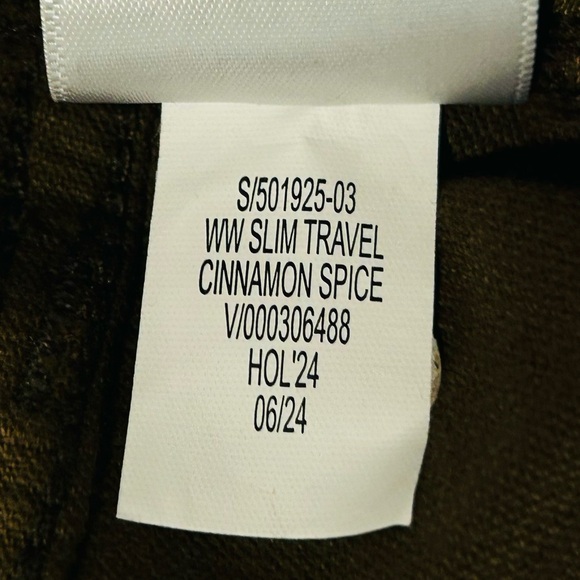 S/501925-03
WW SLIM TRAVEL
CINNAMON SPICE
V/000306488
HOL'24
06/24